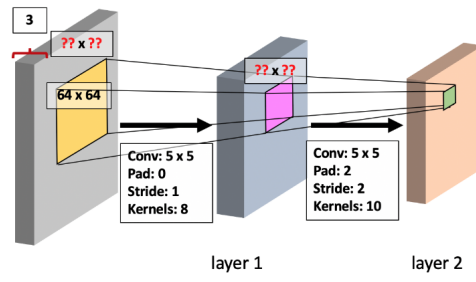 3
?? x ??
64 x 64
?? x ??
Conv: 5 x 5
Pad: 0
Stride: 1
Kernels: 8
Conv: 5 x 5
Pad: 2
Stride: 2
Kernels: 10
layer 1
layer 2